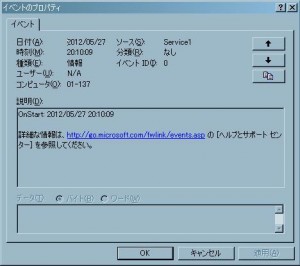 イベントのプロパティ
イベント
日付(A): 2012/05/27 ソース(S): Service1
時刻(M): 20:10:09 分類(R): なし
種類(E): 情報 イベント ID(I): 0
ユーザー(U): N/A
コンピュータ(O): 01-137
説明(D):
OnStart: 2012/05/27 20:10:09
詳細な情報は、http://go.microsoft.com/fwlink/events.asp の [ヘルプとサポート セン
ター] を参照してください。
データ(T): バイト(B) ワード(W)
OK キャンセル 適用(A)